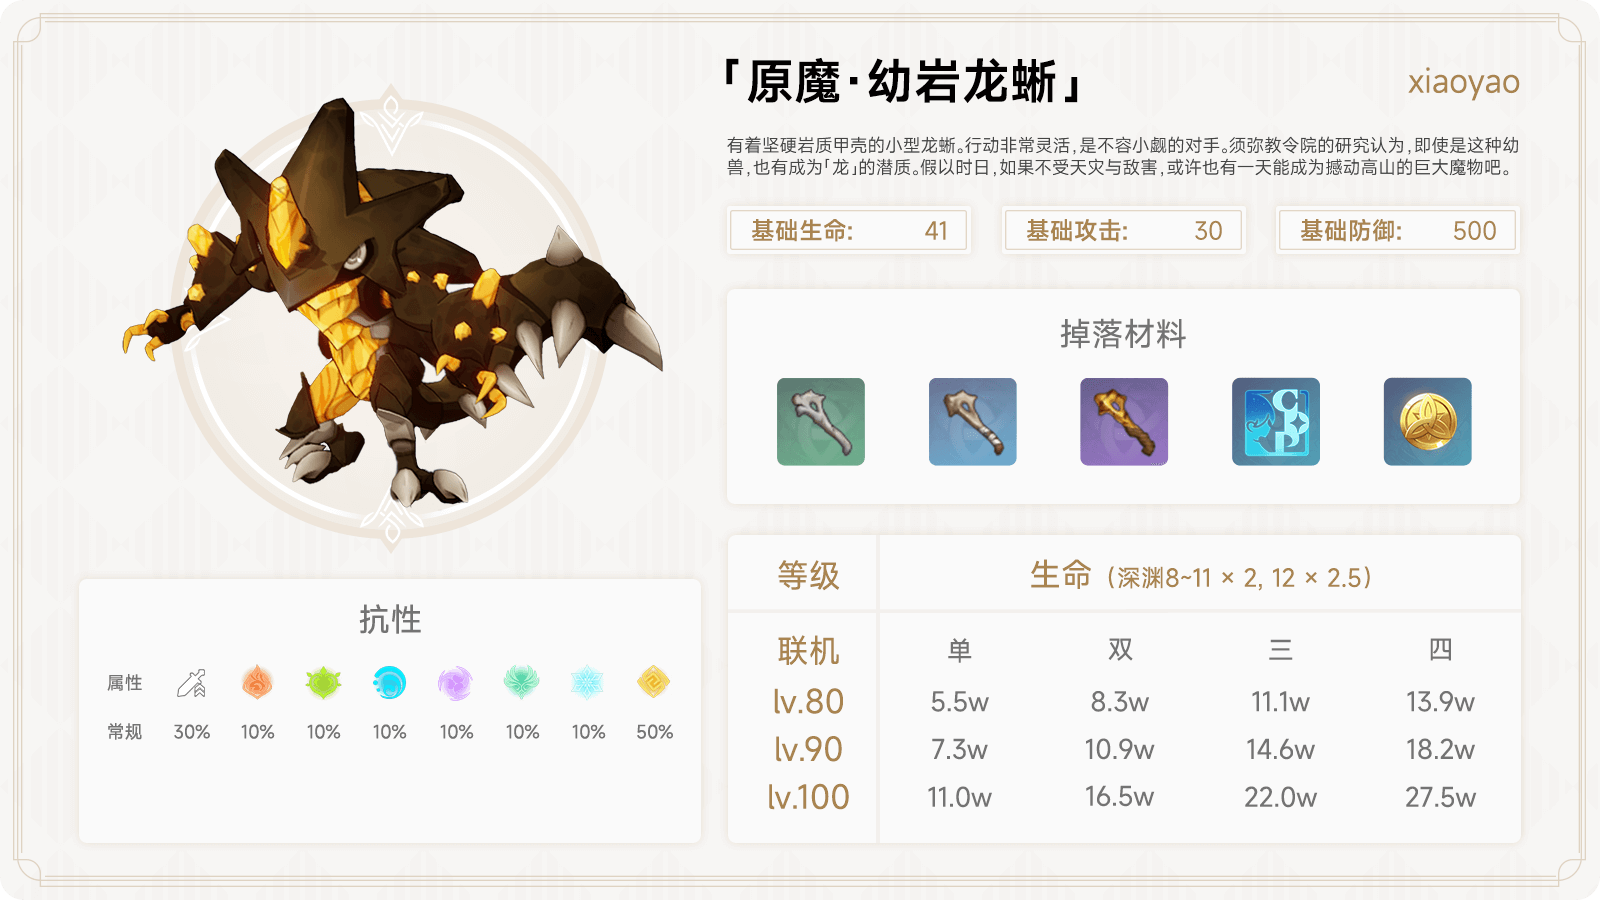 「原魔·幼岩龙蜥」
xiaoyao
有着坚硬岩质甲壳的小型龙蜥。行动非常灵活,是不容小觑的对手。须弥教令院的研究认为,即使是这种幼
兽,也有成为「龙」的潜质。假以时日,如果不受天灾与敌害,或许也有一天能成为撼动高山的巨大魔物吧。
基础生命: 41
基础攻击: 30
基础防御: 500
掉落材料
抗性
属性
常规 30% 10% 10% 10% 10% 10% 10% 50%
等级 生命 (深渊8~11 × 2, 12 × 2.5)
联机 单 双 三 四
lv.80 5.5w 8.3w 11.1w 13.9w
lv.90 7.3w 10.9w 14.6w 18.2w
lv.100 11.0w 16.5w 22.0w 27.5w